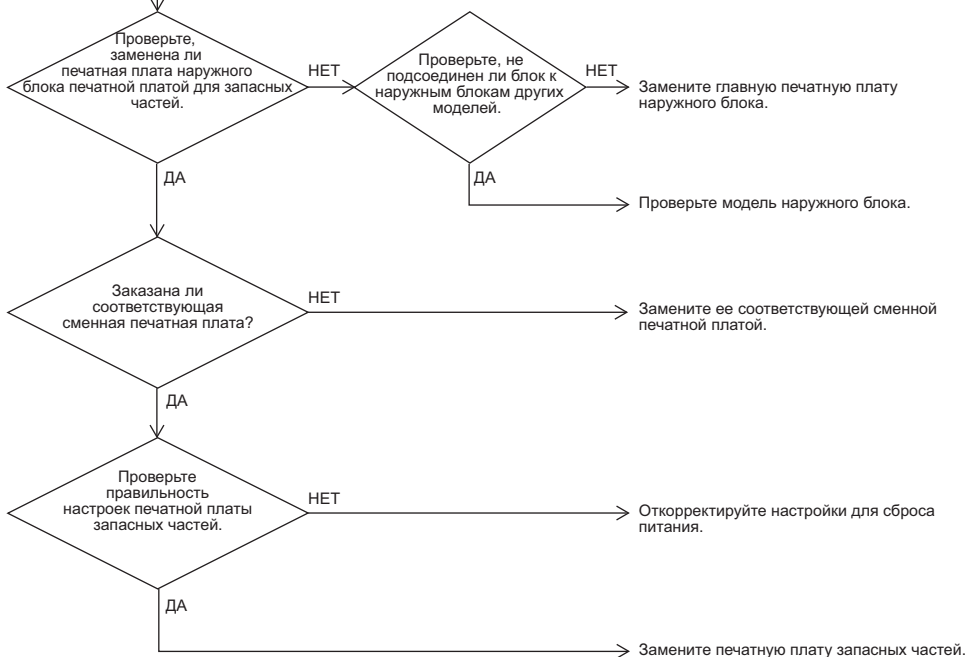 Проверьте,
заменена ли
печатная плата наружного
блока печатной платой для запасных
частей.
НЕТ
Проверьте, не
подсоединен ли блок к
наружным блокам других
моделей.
НЕТ
Замените главную печатную плату
наружного блока.
ДА
ДА
Проверьте модель наружного блока.
Заказана ли
соответствующая
сменная печатная плата?
НЕТ
Замените ее соответствующей сменной
печатной платой.
ДА
Проверьте
правильность
настроек печатной платы
запасных частей.
НЕТ
Откорректируйте настройки для сброса
питания.
ДА
Замените печатную плату запасных частей.